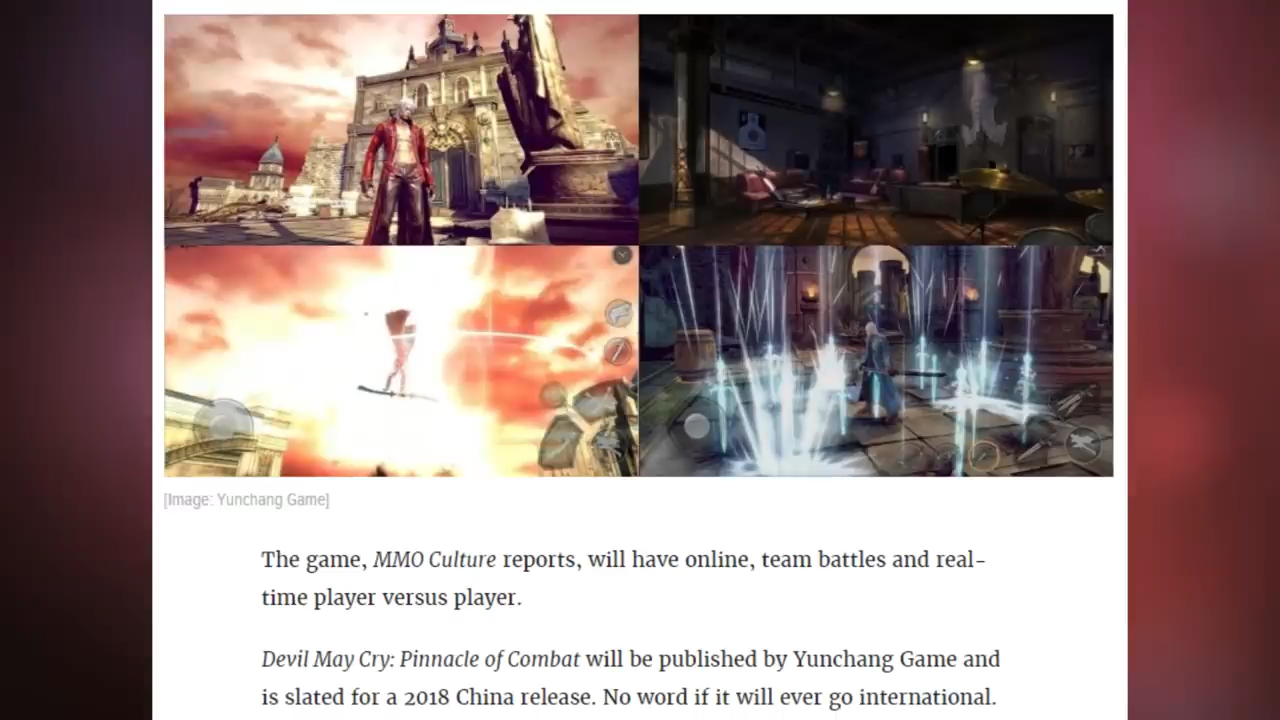 [Image: Yunchang Game]
The game, MMO Culture reports, will have online, team battles and real-
time player versus player.
Devil May Cry: Pinnacle of Combat will be published by Yunchang Game and
is slated for a 2018 China release. No word if it will ever go international.